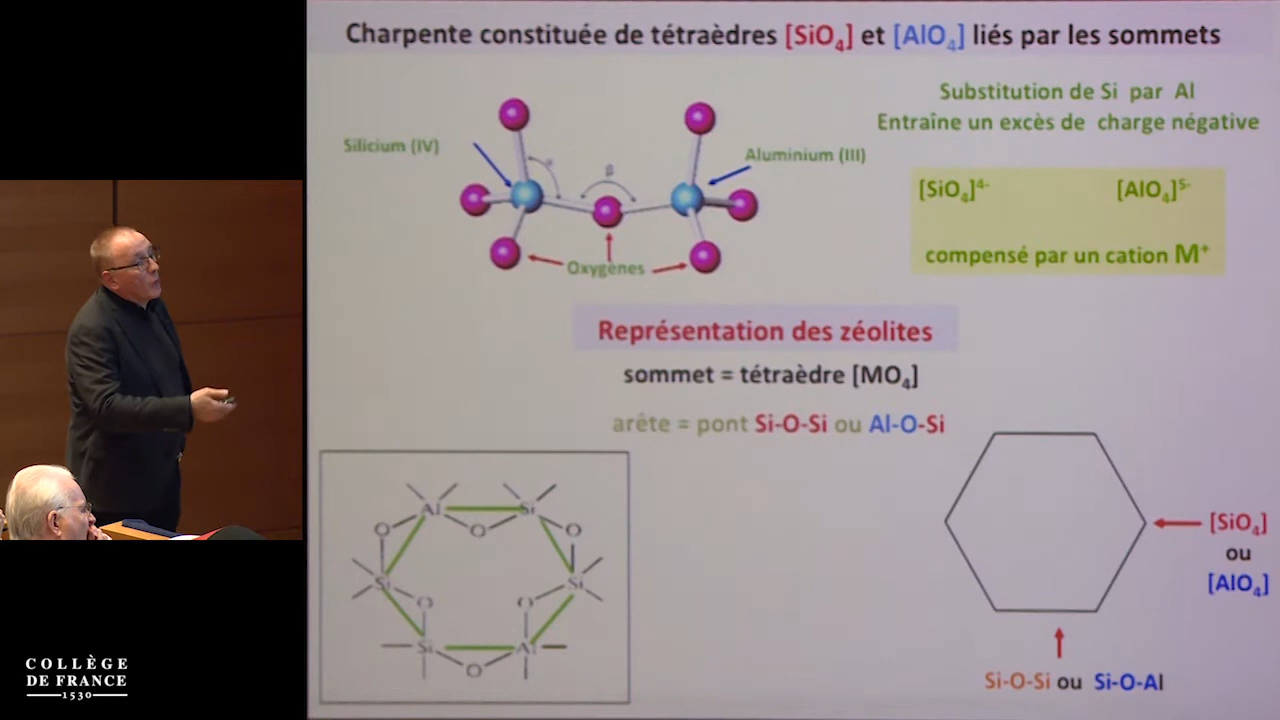 Charpente constituée de tétraèdres [SiO₄] et [AlO₄] liés par les sommets
Substitution de Si par Al
Entraîne un excès de charge négative
Silicium (IV)
α
β
Aluminium (III)
Oxygènes
[SiO₄]⁴⁻ [AlO₄]⁵⁻
compensé par un cation M⁺
Représentation des zéolites
sommet = tétraèdre [MO₄]
arête = pont Si-O-Si ou Al-O-Si
Al Si
O O O
Si Si
O O
Si Al
O
[SiO₄]
ou
[AlO₄]
Si-O-Si ou Si-O-Al
COLLÈGE
DE FRANCE
1530